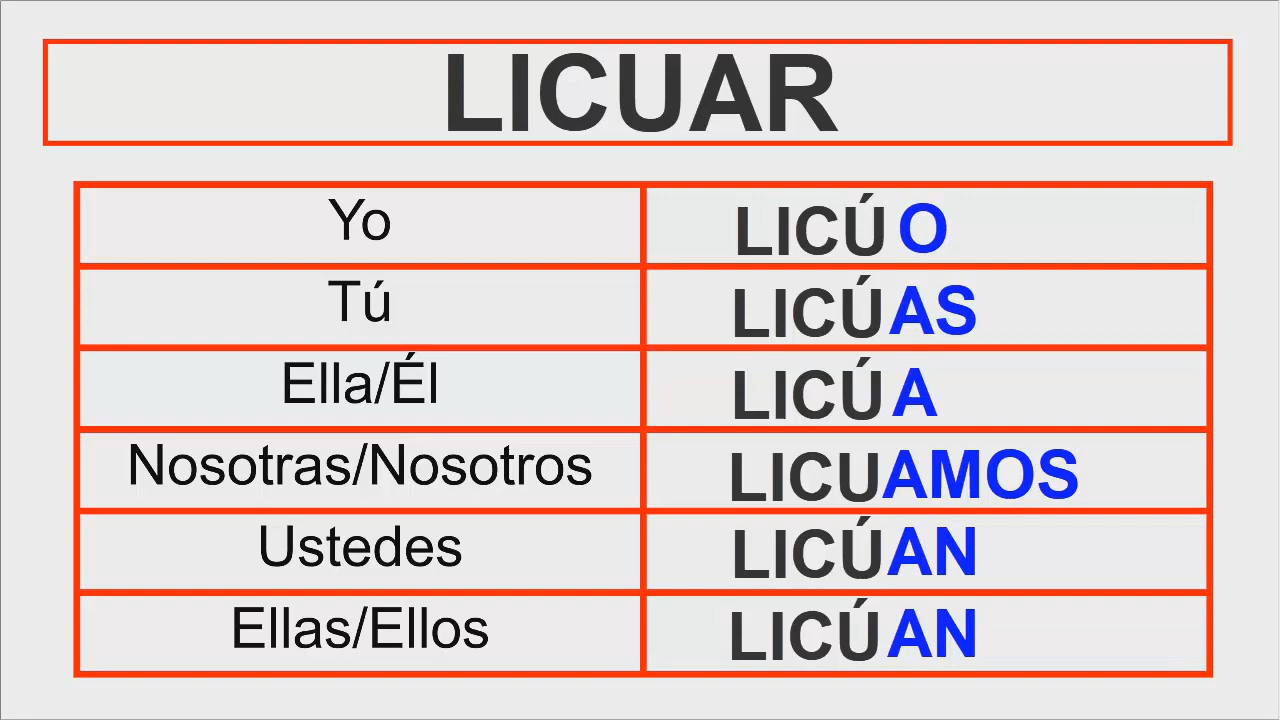 LICUAR
Yo LICÚO
Tú LICÚAS
Ella/Él LICÚA
Nosotras/Nosotros LICUAMOS
Ustedes LICÚAN
Ellas/Ellos LICÚAN